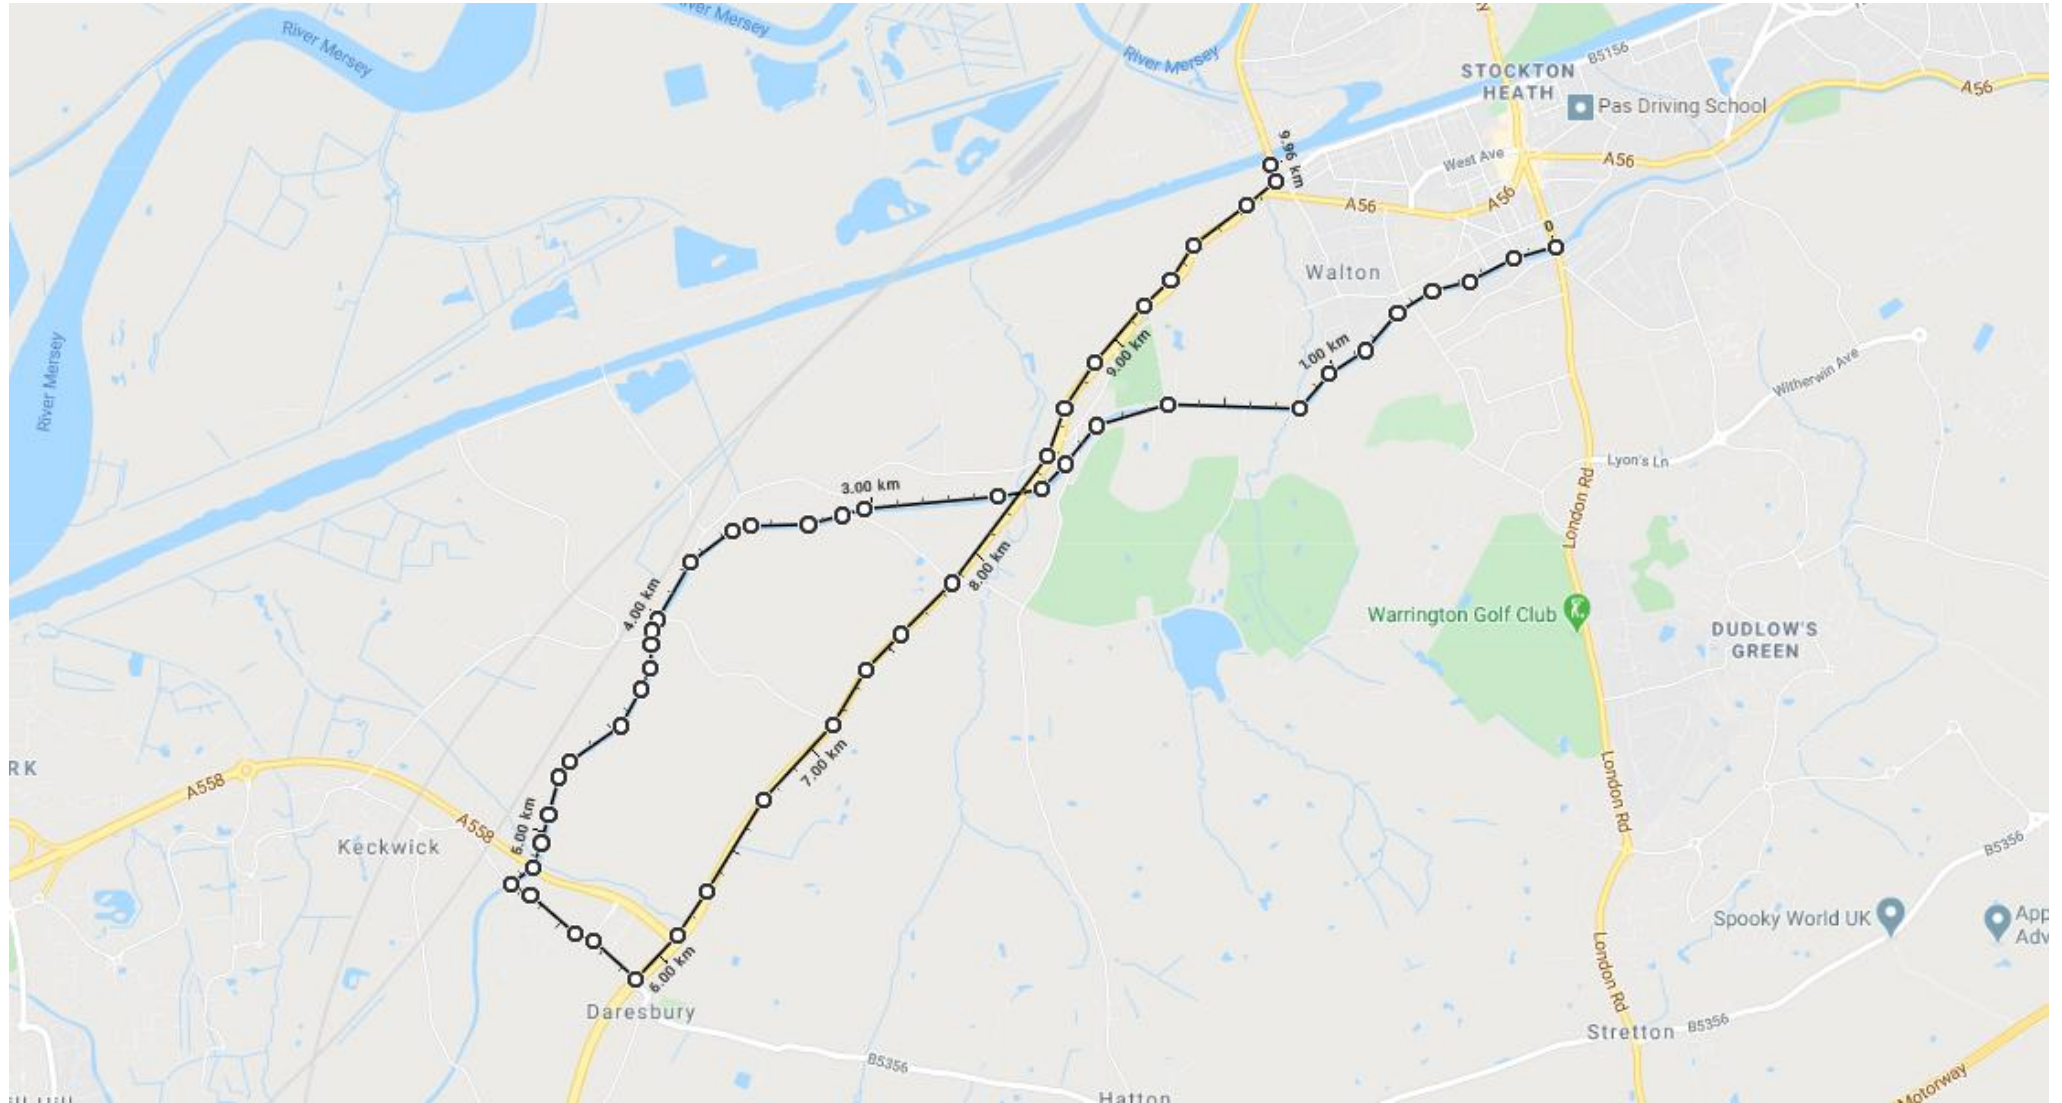 River Mersey
River Mersey
River Mersey
B5156
STOCKTON
HEATH
Pas Driving School
A56
9.96 km
West Ave
A56
A56
A56
0
Walton
River Mersey
9.00 km
1.00 km
Witherwin Ave
Lyon's Ln
London Rd
3.00 km
8.00 km
4.00 km
Warrington Golf Club
DUDLOW'S
GREEN
7.00 km
RK
A558
A558
London Rd
5.00 km
Keckwick
B5356
Spooky World UK
App
Adv
6.00 km
London Rd
Daresbury
Stretton
B5356
B5356
Hatton
Motorway